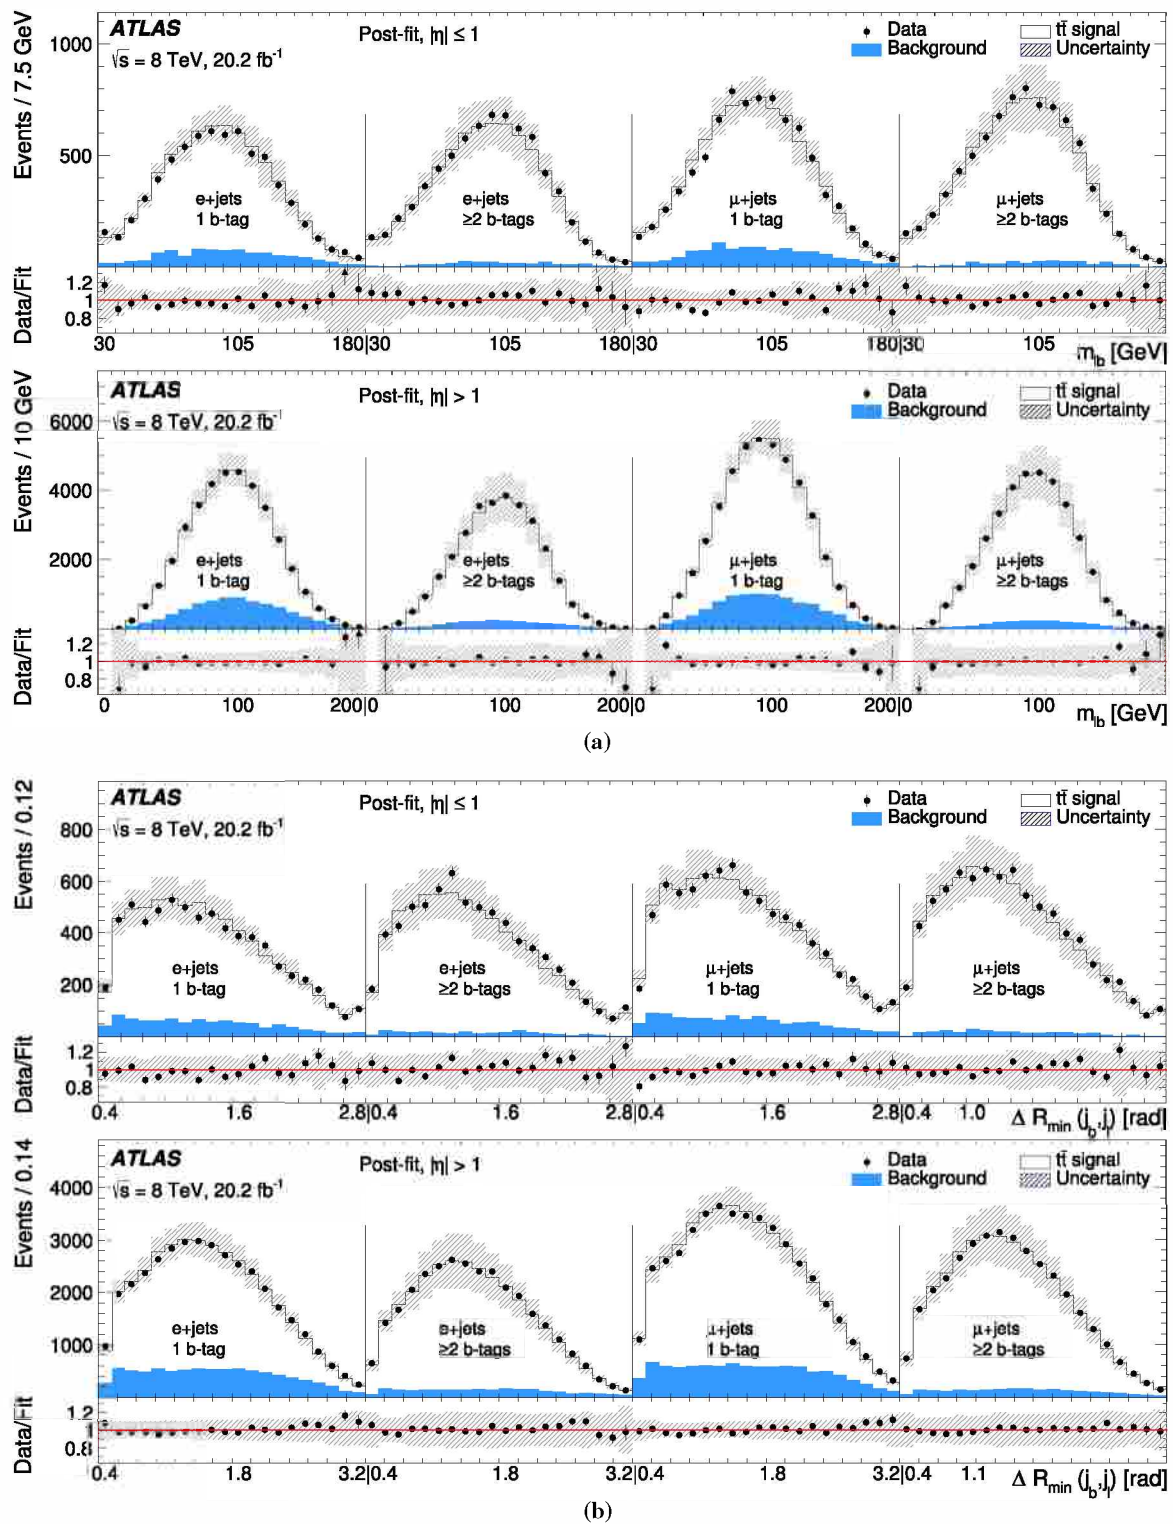 ATLAS Post-fit, |η| ≤ 1 Data tt̄ signal
√s = 8 TeV, 20.2 fb⁻¹ Background Uncertainty
Events / 7.5 GeV
1000
500
e+jets e+jets μ+jets μ+jets
1 b-tag ≥2 b-tags 1 b-tag ≥2 b-tags
Data/Fit
1.2
1
0.8
30 105 180|30 105 180|30 105 180|30 105 m_lb [GeV]
ATLAS Post-fit, |η| > 1 Data tt̄ signal
√s = 8 TeV, 20.2 fb⁻¹ Background Uncertainty
Events / 10 GeV
6000
4000
2000
e+jets e+jets μ+jets μ+jets
1 b-tag ≥2 b-tags 1 b-tag ≥2 b-tags
Data/Fit
1.2
1
0.8
0 100 200|0 100 200|0 100 200|0 100 m_lb [GeV]
(a)
ATLAS Post-fit, |η| ≤ 1 Data tt̄ signal
√s = 8 TeV, 20.2 fb⁻¹ Background Uncertainty
Events / 0.12
800
600
400
200
e+jets e+jets μ+jets μ+jets
1 b-tag ≥2 b-tags 1 b-tag ≥2 b-tags
Data/Fit
1.2
1
0.8
0.4 1.6 2.8|0.4 1.6 2.8|0.4 1.6 2.8|0.4 1.0 Δ R_min (j_b,j_l) [rad]
ATLAS Post-fit, |η| > 1 Data tt̄ signal
√s = 8 TeV, 20.2 fb⁻¹ Background Uncertainty
Events / 0.14
4000
3000
2000
1000
e+jets e+jets μ+jets μ+jets
1 b-tag ≥2 b-tags 1 b-tag ≥2 b-tags
Data/Fit
1.2
1
0.8
0.4 1.8 3.2|0.4 1.8 3.2|0.4 1.8 3.2|0.4 1.1 Δ R_min (j_b,j_l) [rad]
(b)